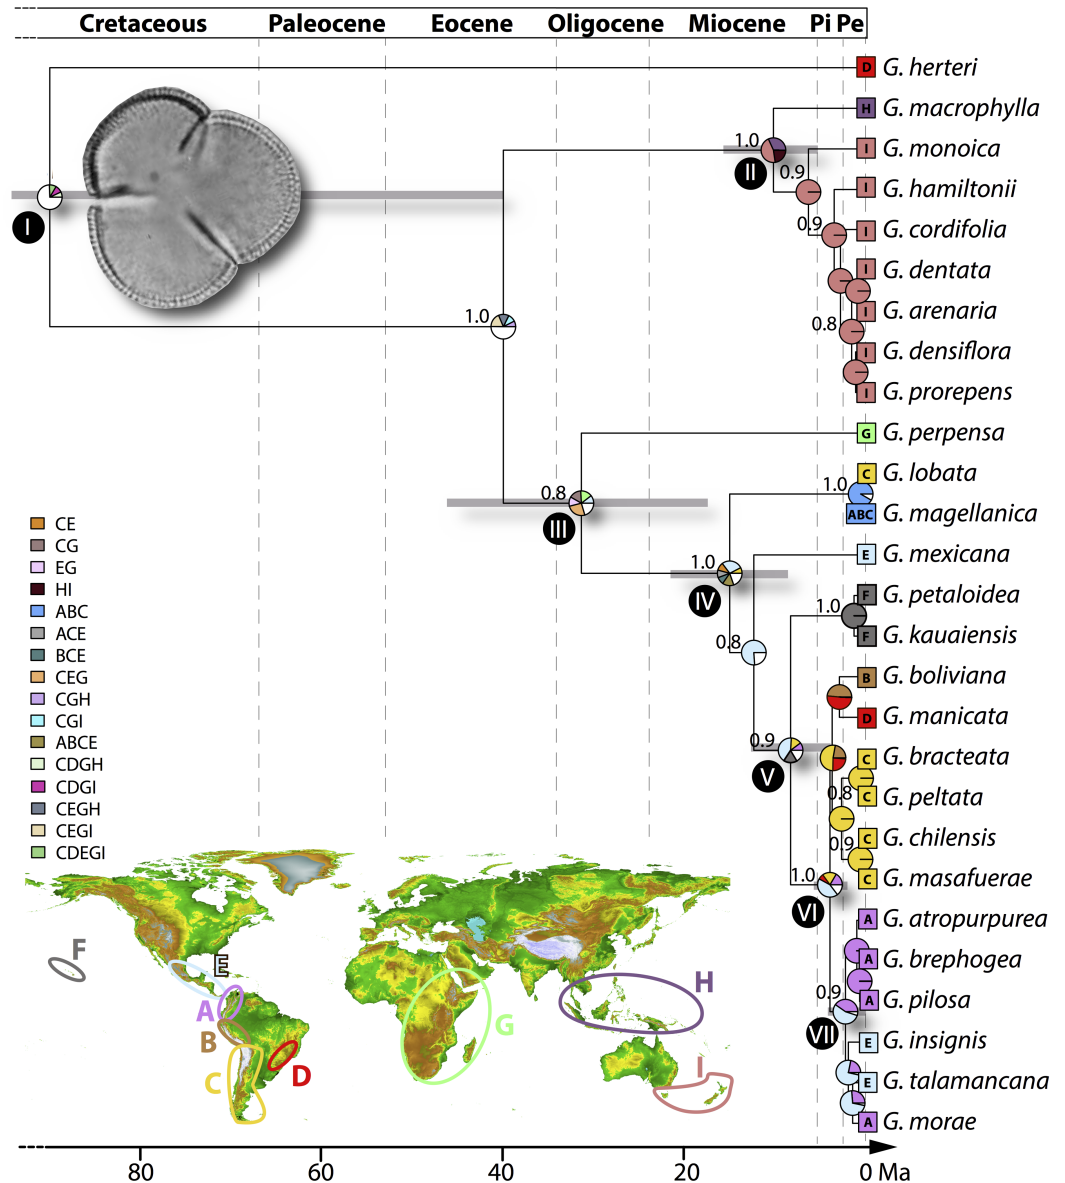 Cretaceous Paleocene Eocene Oligocene Miocene Pi Pe
D G. herteri
H G. macrophylla
1.0
II
I G. monoica
0.9
I G. hamiltonii
I
0.9
I G. cordifolia
I G. dentata
I G. arenaria
1.0
0.8
I G. densiflora
I G. prorepens
G G. perpensa
C G. lobata
1.0
0.8
III
ABC G. magellanica
E G. mexicana
1.0
IV
F G. petaloidea
1.0
F G. kauaiensis
0.8
B G. boliviana
D G. manicata
0.9
V
C G. bracteata
0.8
C G. peltata
C G. chilensis
0.9
1.0
C G. masafuerae
VI
A G. atropurpurea
A G. brephogea
0.9
A G. pilosa
VII
E G. insignis
E G. talamancana
A G. morae
CE
CG
EG
HI
ABC
ACE
BCE
CEG
CGH
CGI
ABCE
CDGH
CDGI
CEGH
CEGI
CDEGI
F
E
A
B
C
D
G
H
I
80 60 40 20 0 Ma